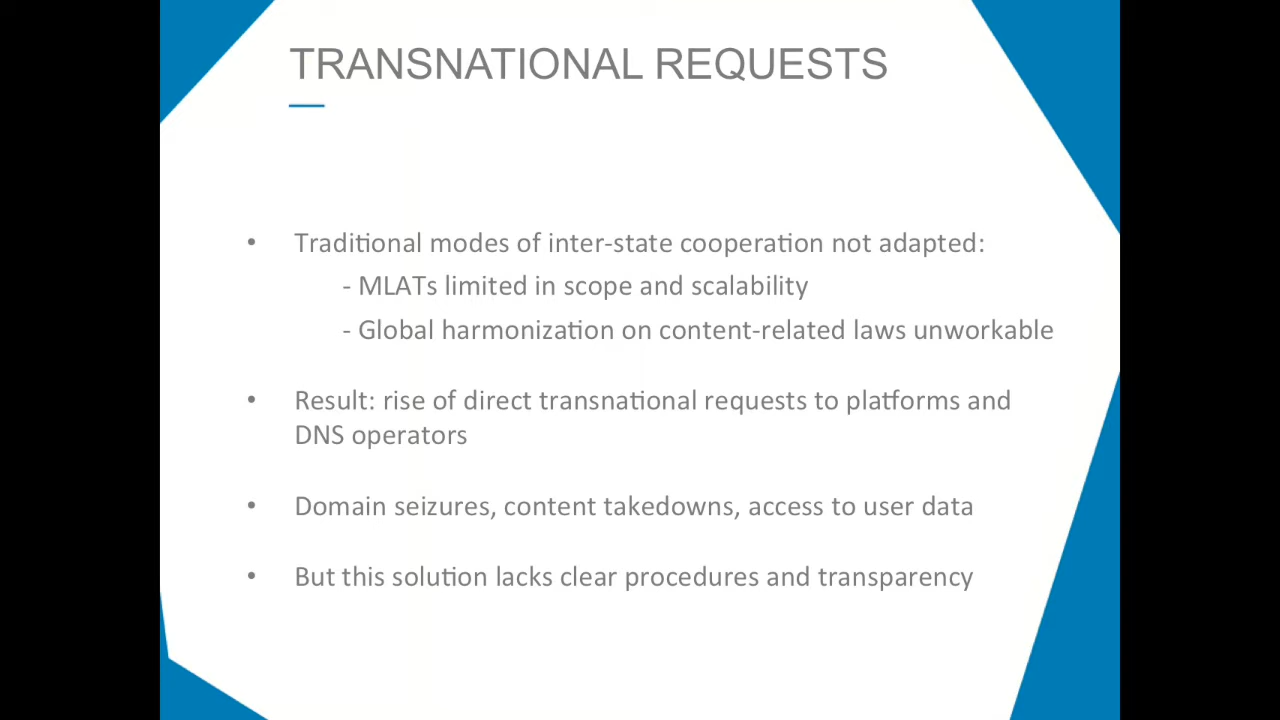 TRANSNATIONAL REQUESTS
• Traditional modes of inter-state cooperation not adapted:
- MLATs limited in scope and scalability
- Global harmonization on content-related laws unworkable
• Result: rise of direct transnational requests to platforms and
DNS operators
• Domain seizures, content takedowns, access to user data
• But this solution lacks clear procedures and transparency